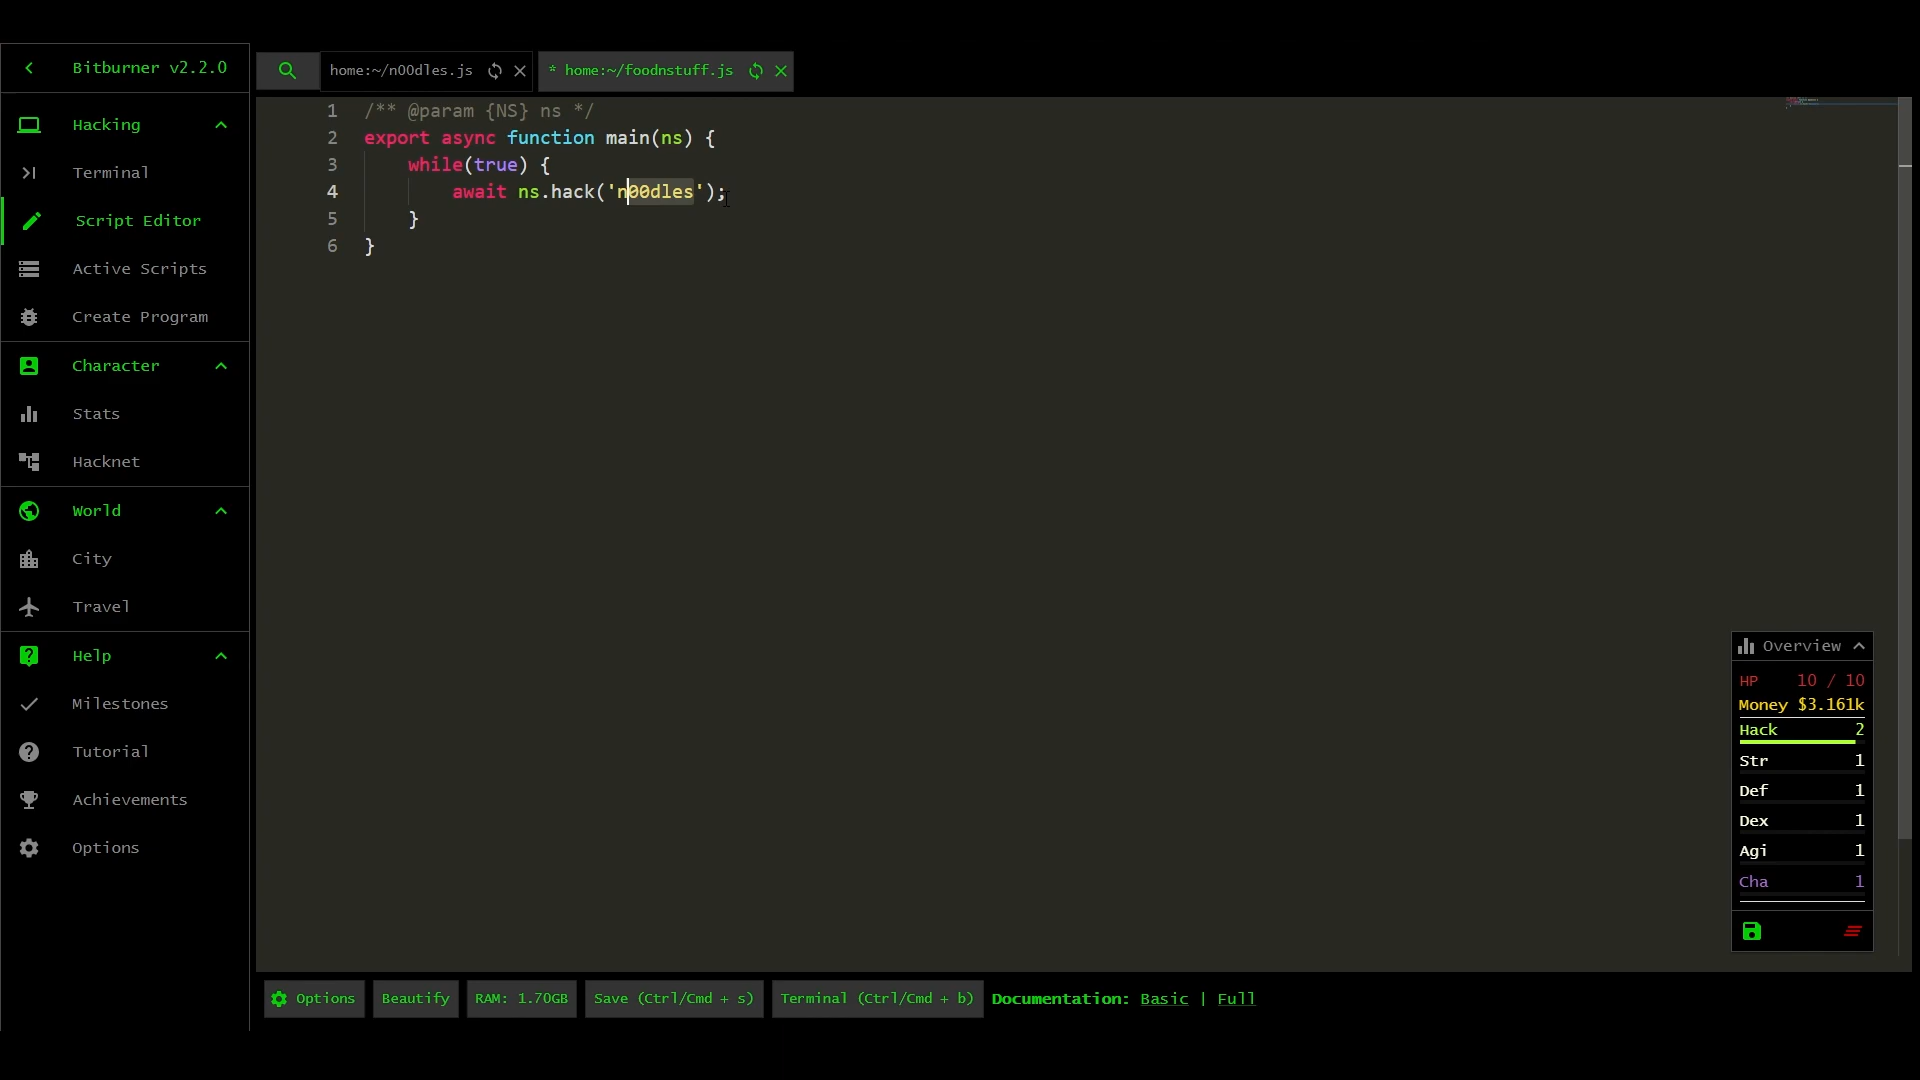 Bitburner v2.2.0
Hacking
Terminal
Script Editor
Active Scripts
Create Program
Character
Stats
Hacknet
World
City
Travel
Help
Milestones
Tutorial
Achievements
Options
home:~/n00dles.js
* home:~/foodnstuff.js
1 /** @param {NS} ns */
2 export async function main(ns) {
3 while(true) {
4 await ns.hack('n00dles');
5 }
6 }
Overview
HP 10 / 10
Money $3.161k
Hack 2
Str 1
Def 1
Dex 1
Agi 1
Cha 1
Options Beautify RAM: 1.70GB Save (Ctrl/Cmd + s) Terminal (Ctrl/Cmd + b) Documentation: Basic | Full